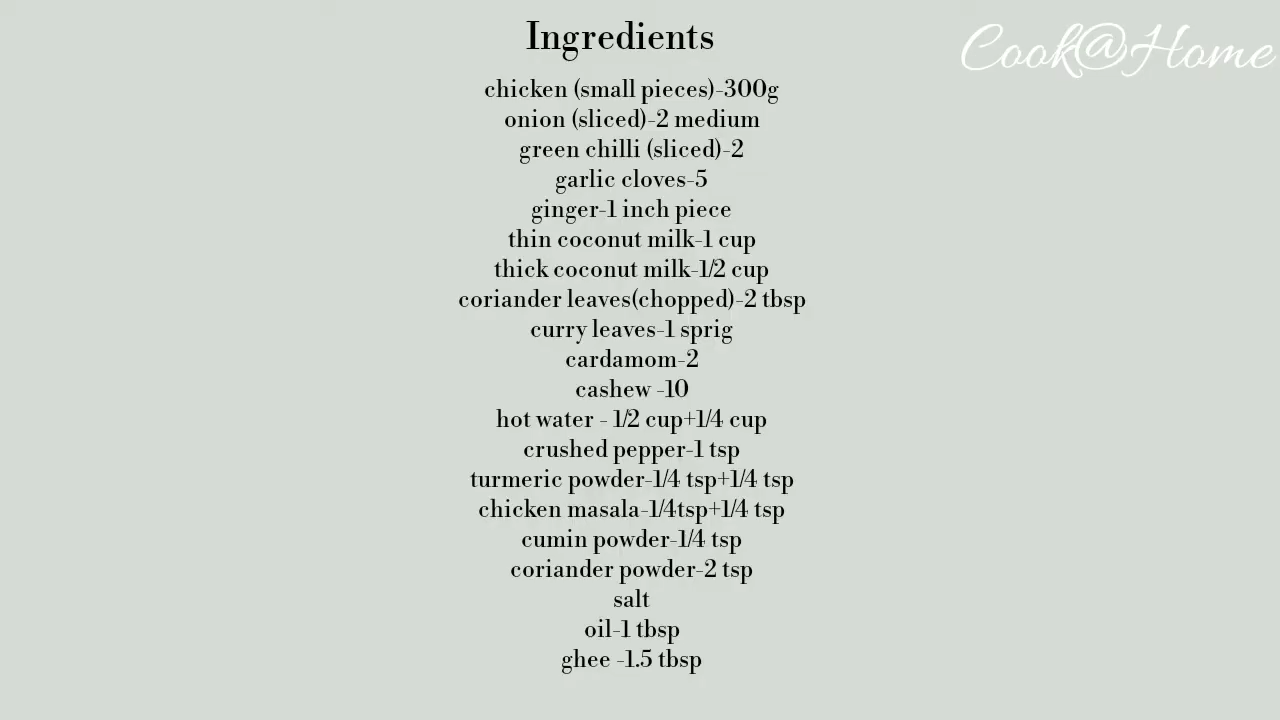 Ingredients
Cook@Home
chicken (small pieces)-300g
onion (sliced)-2 medium
green chilli (sliced)-2
garlic cloves-5
ginger-1 inch piece
thin coconut milk-1 cup
thick coconut milk-1/2 cup
coriander leaves(chopped)-2 tbsp
curry leaves-1 sprig
cardamom-2
cashew -10
hot water - 1/2 cup+1/4 cup
crushed pepper-1 tsp
turmeric powder-1/4 tsp+1/4 tsp
chicken masala-1/4tsp+1/4 tsp
cumin powder-1/4 tsp
coriander powder-2 tsp
salt
oil-1 tbsp
ghee -1.5 tbsp